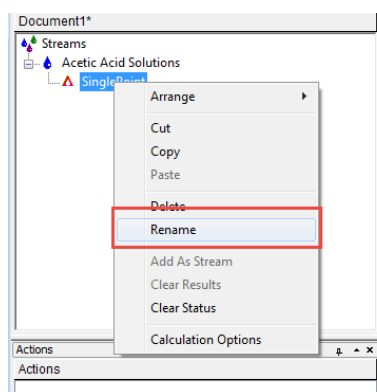 Document1*
Streams
Acetic Acid Solutions
SinglePoint
Arrange
Cut
Copy
Paste
Delete
Rename
Add As Stream
Clear Results
Clear Status
Calculation Options
Actions
Actions